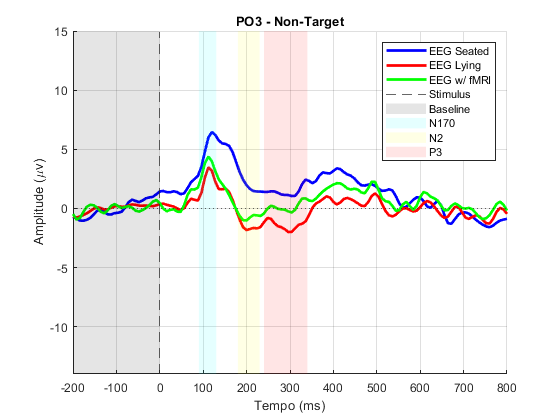 PO3 - Non-Target
15
10
5
0
-5
-10
Amplitude (μv)
EEG Seated
EEG Lying
EEG w/ fMRI
Stimulus
Baseline
N170
N2
P3
-200 -100 0 100 200 300 400 500 600 700 800
Tempo (ms)